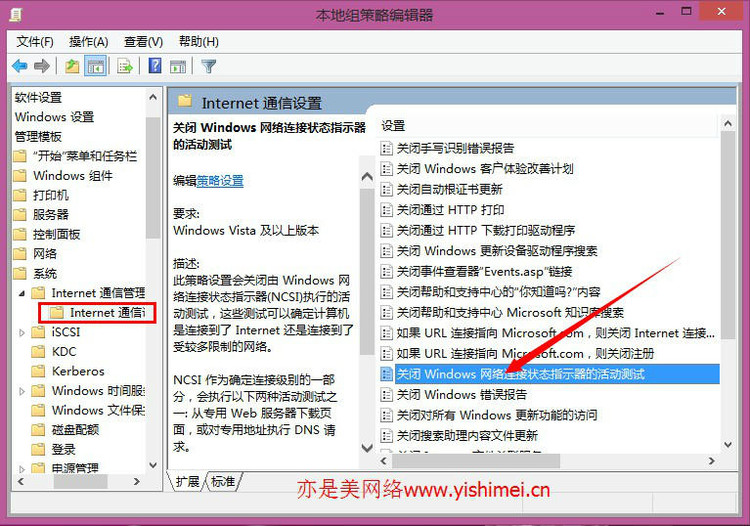 本地组策略编辑器
文件(F) 操作(A) 查看(V) 帮助(H)
软件设置
Windows 设置
管理模板
"开始"菜单和任务栏
Windows 组件
打印机
服务器
控制面板
网络
系统
Internet 通信管理
Internet 通信
iSCSI
KDC
Kerberos
Windows 时间服
Windows 文件保
磁盘配额
登录
电源管理
Internet 通信设置
关闭 Windows 网络连接状态指示器
的活动测试
编辑策略设置
要求:
Windows Vista 及以上版本
描述:
此策略设置会关闭由 Windows 网
络连接状态指示器(NCSI)执行的活
动测试，这些测试可以确定计算机
是连接到了 Internet 还是连接到了
受较多限制的网络。
NCSI 作为确定连接级别的一部
分，会执行以下两种活动测试之
一: 从专用 Web 服务器下载页
面，或对专用地址执行 DNS 请
求。
设置
关闭手写识别错误报告
关闭 Windows 客户体验改善计划
关闭自动根证书更新
关闭通过 HTTP 打印
关闭通过 HTTP 下载打印驱动程序
关闭 Windows 更新设备驱动程序搜索
关闭事件查看器"Events.asp"链接
关闭帮助和支持中心的"你知道吗?"内容
关闭帮助和支持中心 Microsoft 知识库搜索
如果 URL 连接指向 Microsoft.com，则关闭 Internet 连接...
如果 URL 连接指向 Microsoft.com，则关闭注册
关闭 Windows 网络连接状态指示器的活动测试
关闭 Windows 错误报告
关闭对所有 Windows 更新功能的访问
关闭搜索助理内容文件更新
扩展 标准
亦是美网络www.yishimei.cn